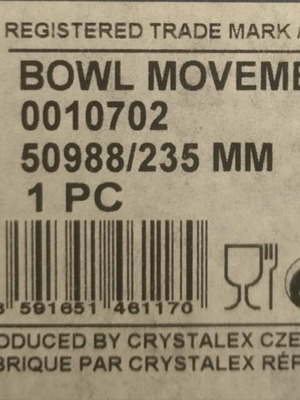 REGISTERED TRADE MARK
BOWL MOVEME
0010702
50988/235 MM
1 PC
8 591651 461170
ODUCED BY CRYSTALEX CZE
BRIQUE PAR CRYSTALEX RÉP